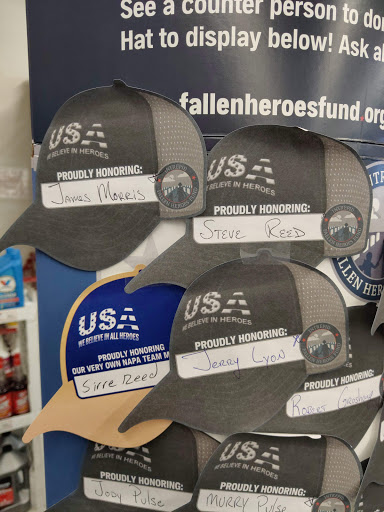 See a counter person to do
Hat to display below! Ask a
fallenheroesfund.org
USA
WE BELIEVE IN HEROES
PROUDLY HONORING:
James Morris
USA
WE BELIEVE IN HEROES
PROUDLY HONORING:
Steve Reed
USA
WE BELIEVE IN ALL HEROES
PROUDLY HONORING
OUR VERY OWN NAPA TEAM M
USA
WE BELIEVE IN HEROES
PROUDLY HONORING:
Jerry Lyon
FALLEN HE
PROUDLY HONORING:
USA
WE BELIEVE IN HEROES
PROUDLY HONORING:
Jody Pulse
USA
WE BELIEVE IN HEROES
PROUDLY HONORING:
Murry Pulse
Valvoline